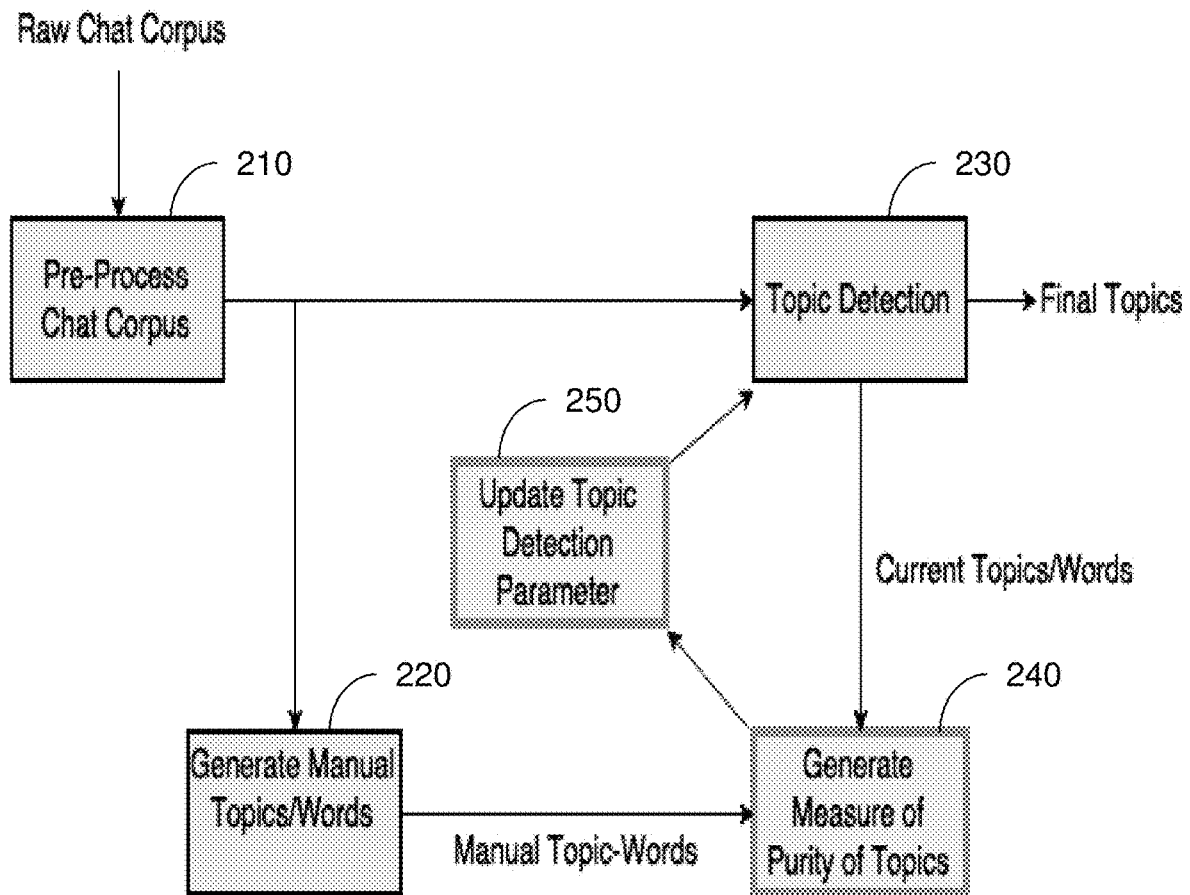 Raw Chat Corpus
210
230
Pre-Process
Chat Corpus
Topic Detection
Final Topics
250
Update Topic
Detection
Parameter
Current Topics/Words
220
240
Generate Manual
Topics/Words
Generate
Measure of
Purity of Topics
Manual Topic-Words